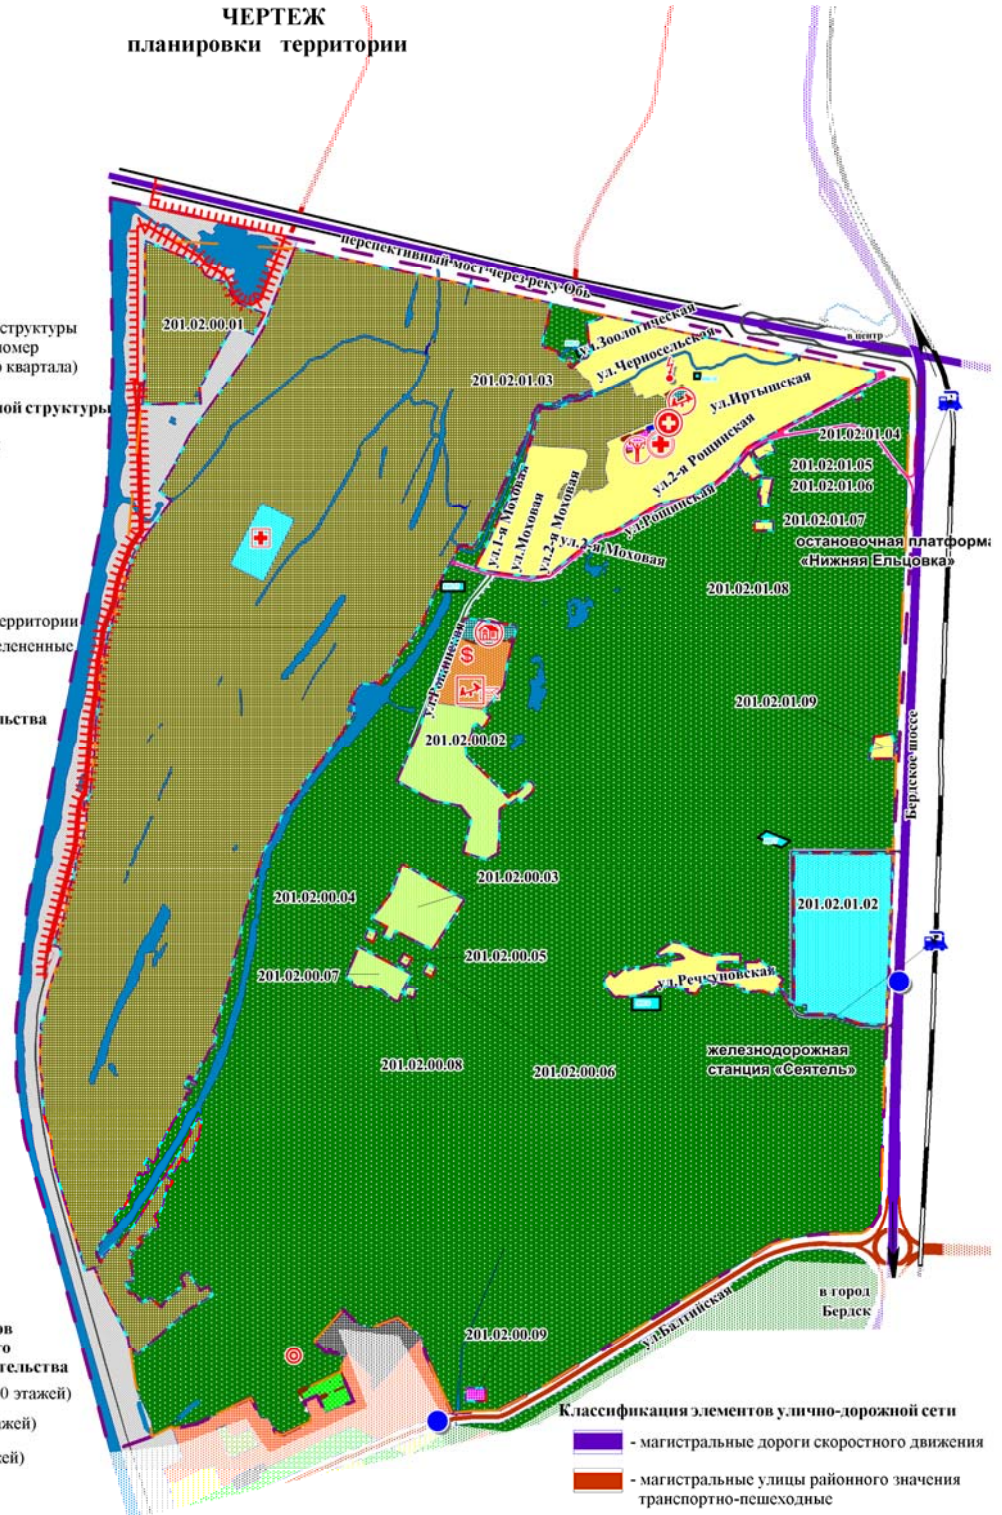 ЧЕРТЕЖ
планировки территории
перспективный мост через реку Обь
структуры
номер
квартала)
ной структуры
201.02.00.01
201.02.01.03
ул.Зоологическая
ул.Черносельская
в центр
ул.Иртышская
ул.2-я Рощинская
ул.Рощинская
201.02.01.04
201.02.01.05
201.02.01.06
201.02.01.07
остановочная платформа
«Нижняя Ельцовка»
ул.1-я Моховая
ул.Моховая
ул.2-я Моховая
ул.2-я Моховая
201.02.01.08
территории
зелененные
льства
ул.Рощинская
201.02.01.09
201.02.00.02
Бердское шоссе
201.02.00.03
201.02.00.04
201.02.01.02
201.02.00.05
201.02.00.07
ул.Речкуновская
железнодорожная
станция «Сеятель»
201.02.00.08
201.02.00.06
в город
Бердск
ул.Балтийская
201.02.00.09
ов
го
тельства
0 этажей)
ажей)
жей)
Классификация элементов улично-дорожной сети
- магистральные дороги скоростного движения
- магистральные улицы районного значения
транспортно-пешеходные